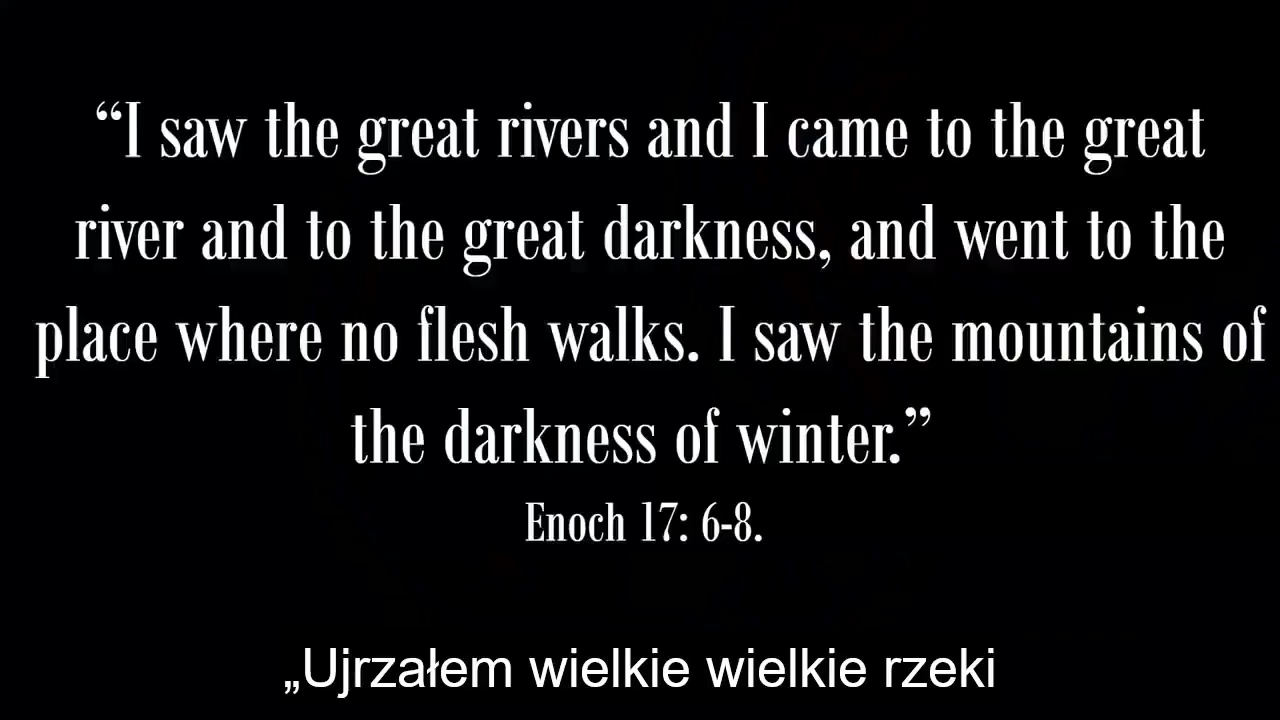 “I saw the great rivers and I came to the great
river and to the great darkness, and went to the
place where no flesh walks. I saw the mountains of
the darkness of winter.”
Enoch 17: 6-8.
„Ujrzałem wielkie wielkie rzeki